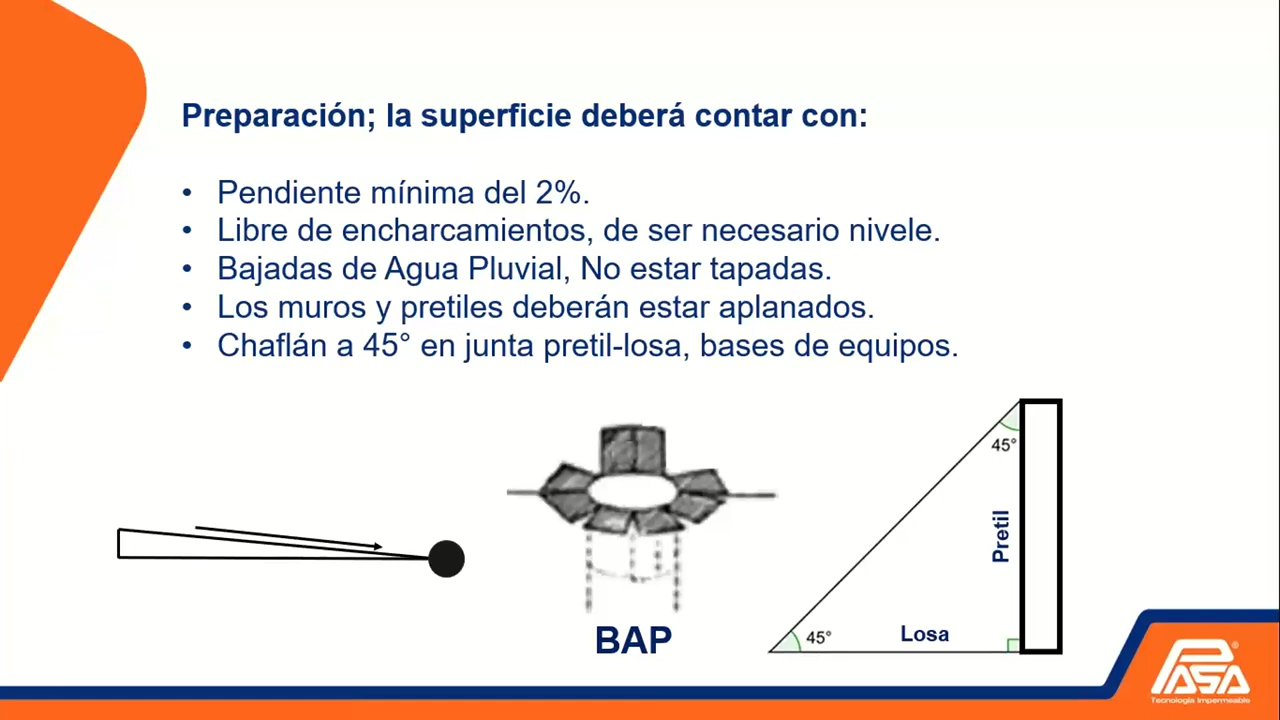 Preparación; la superficie deberá contar con:
• Pendiente mínima del 2%.
• Libre de encharcamientos, de ser necesario nivele.
• Bajadas de Agua Pluvial, No estar tapadas.
• Los muros y pretiles deberán estar aplanados.
• Chaflán a 45° en junta pretil-losa, bases de equipos.
45°
Pretil
45°
Losa
BAP
PASA®
Tecnología Impermeable